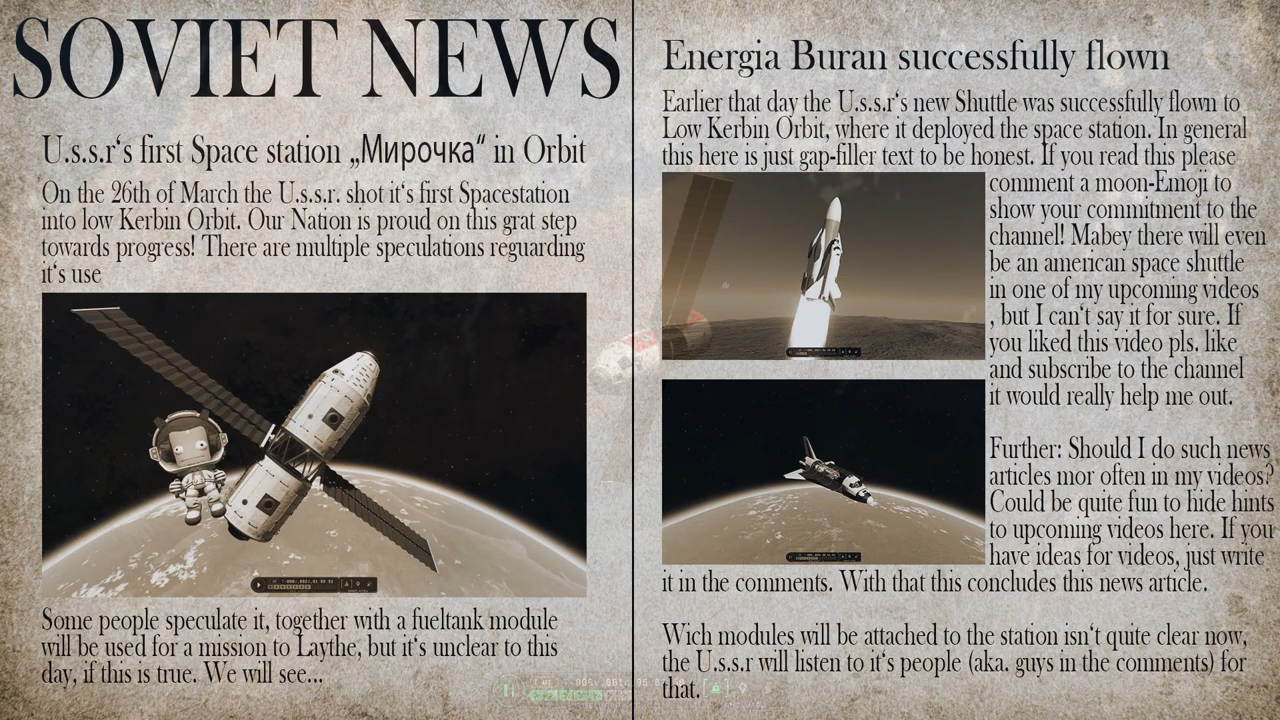 SOVIET NEWS
U.s.s.r‘s first Space station „Мирочка“ in Orbit
On the 26th of March the U.s.s.r. shot it‘s first Spacestation
into low Kerbin Orbit. Our Nation is proud on this grat step
towards progress! There are multiple speculations reguarding
it‘s use
Some people speculate it, together with a fueltank module
will be used for a mission to Laythe, but it‘s unclear to this
day, if this is true. We will see...
Energia Buran successfully flown
Earlier that day the U.s.s.r‘s new Shuttle was successfully flown to
Low Kerbin Orbit, where it deployed the space station. In general
this here is just gap-filler text to be honest. If you read this please
comment a moon-Emoji to
show your commitment to the
channel! Mabey there will even
be an american space shuttle
in one of my upcoming videos
, but I can‘t say it for sure. If
you liked this video pls. like
and subscribe to the channel
it would really help me out.
Further: Should I do such news
articles mor often in my videos?
Could be quite fun to hide hints
to upcoming videos here. If you
have ideas for videos, just write
it in the comments. With that this concludes this news article.
Wich modules will be attached to the station isn‘t quite clear now,
the U.s.s.r will listen to it‘s people (aka. guys in the comments) for
that.